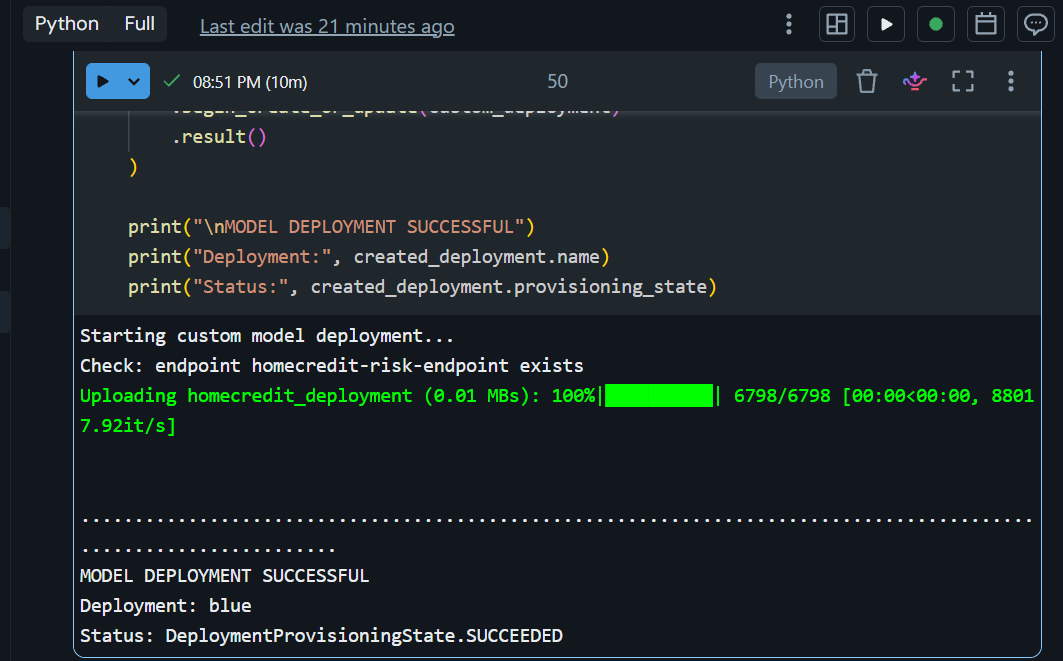 Python Full Last edit was 21 minutes ago
08:51 PM (10m) 50 Python
.begin_create_or_update(custom_deployment)
.result()
)
print("\nMODEL DEPLOYMENT SUCCESSFUL")
print("Deployment:", created_deployment.name)
print("Status:", created_deployment.provisioning_state)
Starting custom model deployment...
Check: endpoint homecredit-risk-endpoint exists
Uploading homecredit_deployment (0.01 MBs): 100%|██████████| 6798/6798 [00:00<00:00, 8801
7.92it/s]
.........................................................................................
........................
MODEL DEPLOYMENT SUCCESSFUL
Deployment: blue
Status: DeploymentProvisioningState.SUCCEEDED